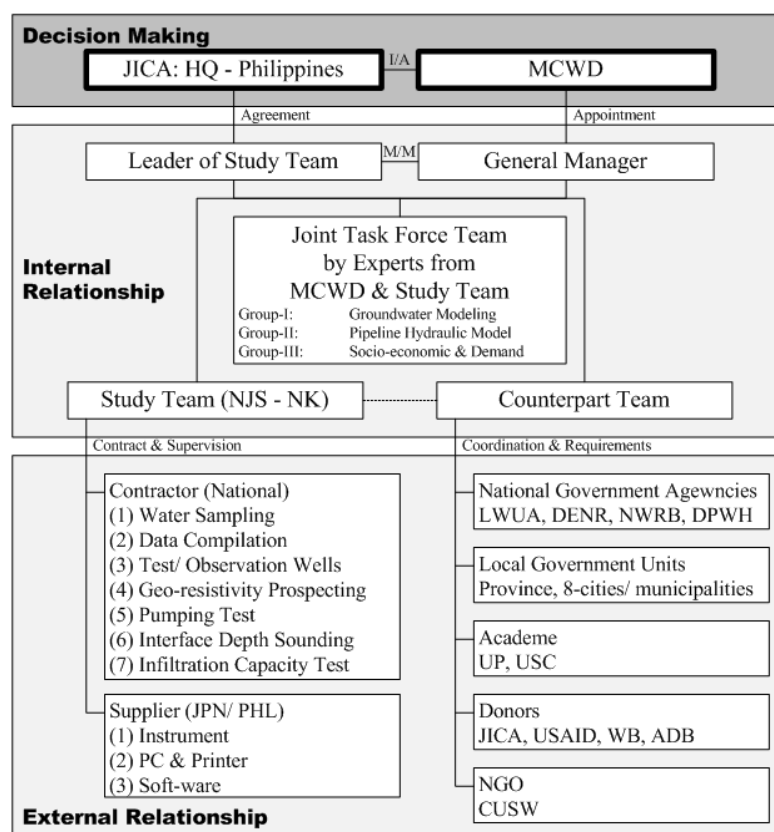 Decision Making
JICA: HQ - Philippines
I/A
MCWD
Agreement
Appointment
Leader of Study Team
M/M
General Manager
Joint Task Force Team
by Experts from
MCWD & Study Team
Group-I: Groundwater Modeling
Group-II: Pipeline Hydraulic Model
Group-III: Socio-economic & Demand
Internal
Relationship
Study Team (NJS - NK)
Counterpart Team
Contract & Supervision
Coordination & Requirements
Contractor (National)
(1) Water Sampling
(2) Data Compilation
(3) Test/ Observation Wells
(4) Geo-resistivity Prospecting
(5) Pumping Test
(6) Interface Depth Sounding
(7) Infiltration Capacity Test
Supplier (JPN/ PHL)
(1) Instrument
(2) PC & Printer
(3) Soft-ware
National Government Agewncies
LWUA, DENR, NWRB, DPWH
Local Government Units
Province, 8-cities/ municipalities
Academe
UP, USC
Donors
JICA, USAID, WB, ADB
NGO
CUSW
External Relationship